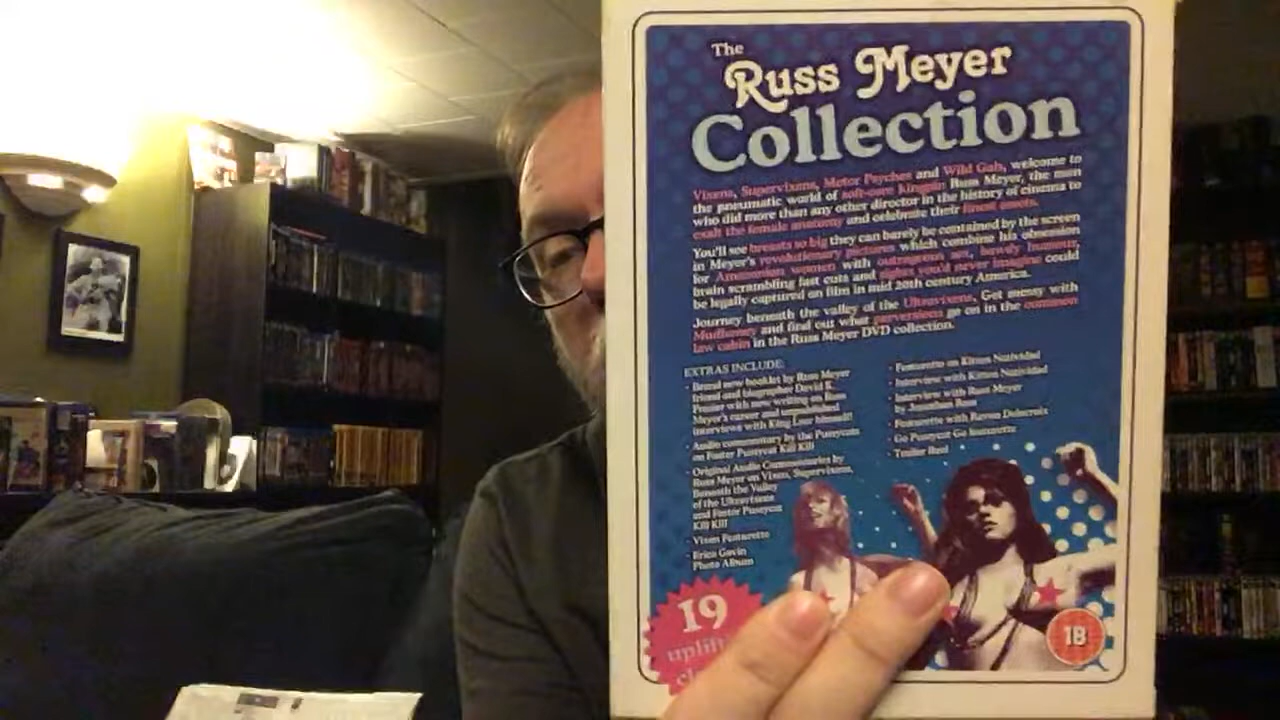 The
Russ Meyer
Collection
Vixens, Supervixens, Motor Psychos and Wild Gals, welcome to
the pneumatic world of soft-core kingpin Russ Meyer, the man
who did more than any other director in the history of cinema to
exalt the female anatomy and celebrate their finest assets.
You'll see breasts so big they can barely be contained by the screen
in Meyer's revolutionary pictures which combine his obsession
for Amazonian women with outrageous sex, bawdy humour,
brain scrambling fast cuts and sights you'd never imagine could
be legally captured on film in mid 20th century America.
Journey beneath the valley of the Ultravixens, Get messy with
Mudhoney and find out what perversions go on in the common
law cabin in the Russ Meyer DVD collection.
EXTRAS INCLUDE:
- Brand new booklet by Russ Meyer
friend and biographer David K.
Frasier with new writing on Russ
Meyer's career and unpublished
interviews with King Leer himself!
- Audio commentary by the Pussycats
on Faster Pussycat Kill Kill
- Original Audio Commentaries by
Russ Meyer on Vixen, Supervixens,
Beneath the Valley
of the Ultravixens
and Faster Pussycat
Kill Kill
- Vixen Featurette
- Erica Gavin
Photo Album
- Featurette on Kitten Natividad
- Interview with Kitten Natividad
- Interview with Russ Meyer
by Jonathan Ross
- Featurette with Raven Delacroix
- Go Pussycat Go featurette
- Trailer Reel
19
18